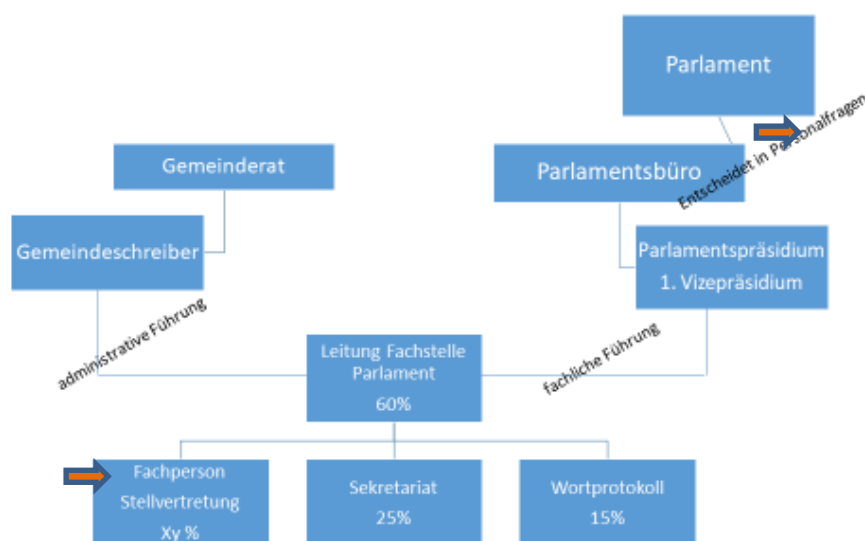 Parlament
Entscheidet in Personalfragen
Gemeinderat
Parlamentsbüro
Gemeindeschreiber
Parlamentspräsidium
1. Vizepräsidium
administrative Führung
fachliche Führung
Leitung Fachstelle
Parlament
60%
Fachperson
Stellvertretung
Xy %
Sekretariat
25%
Wortprotokoll
15%